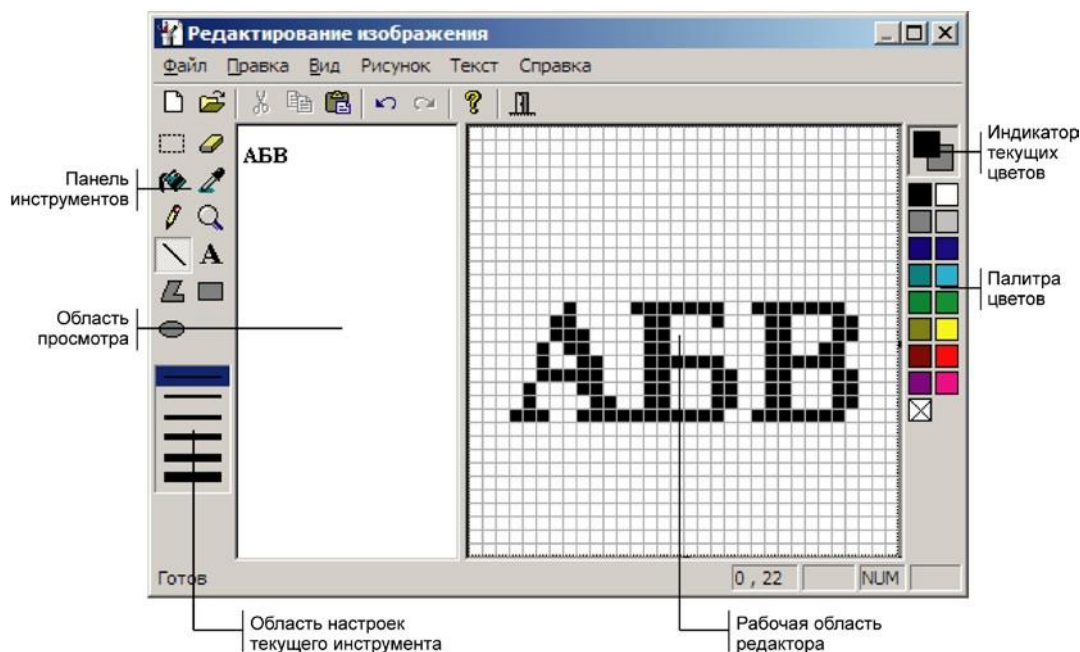 Редактирование изображения
Файл Правка Вид Рисунок Текст Справка
АБВ
A
АБВ
Готов
0 , 22
NUM
Панель
инструментов
Область
просмотра
Индикатор
текущих
цветов
Палитра
цветов
Область настроек
текущего инструмента
Рабочая область
редактора